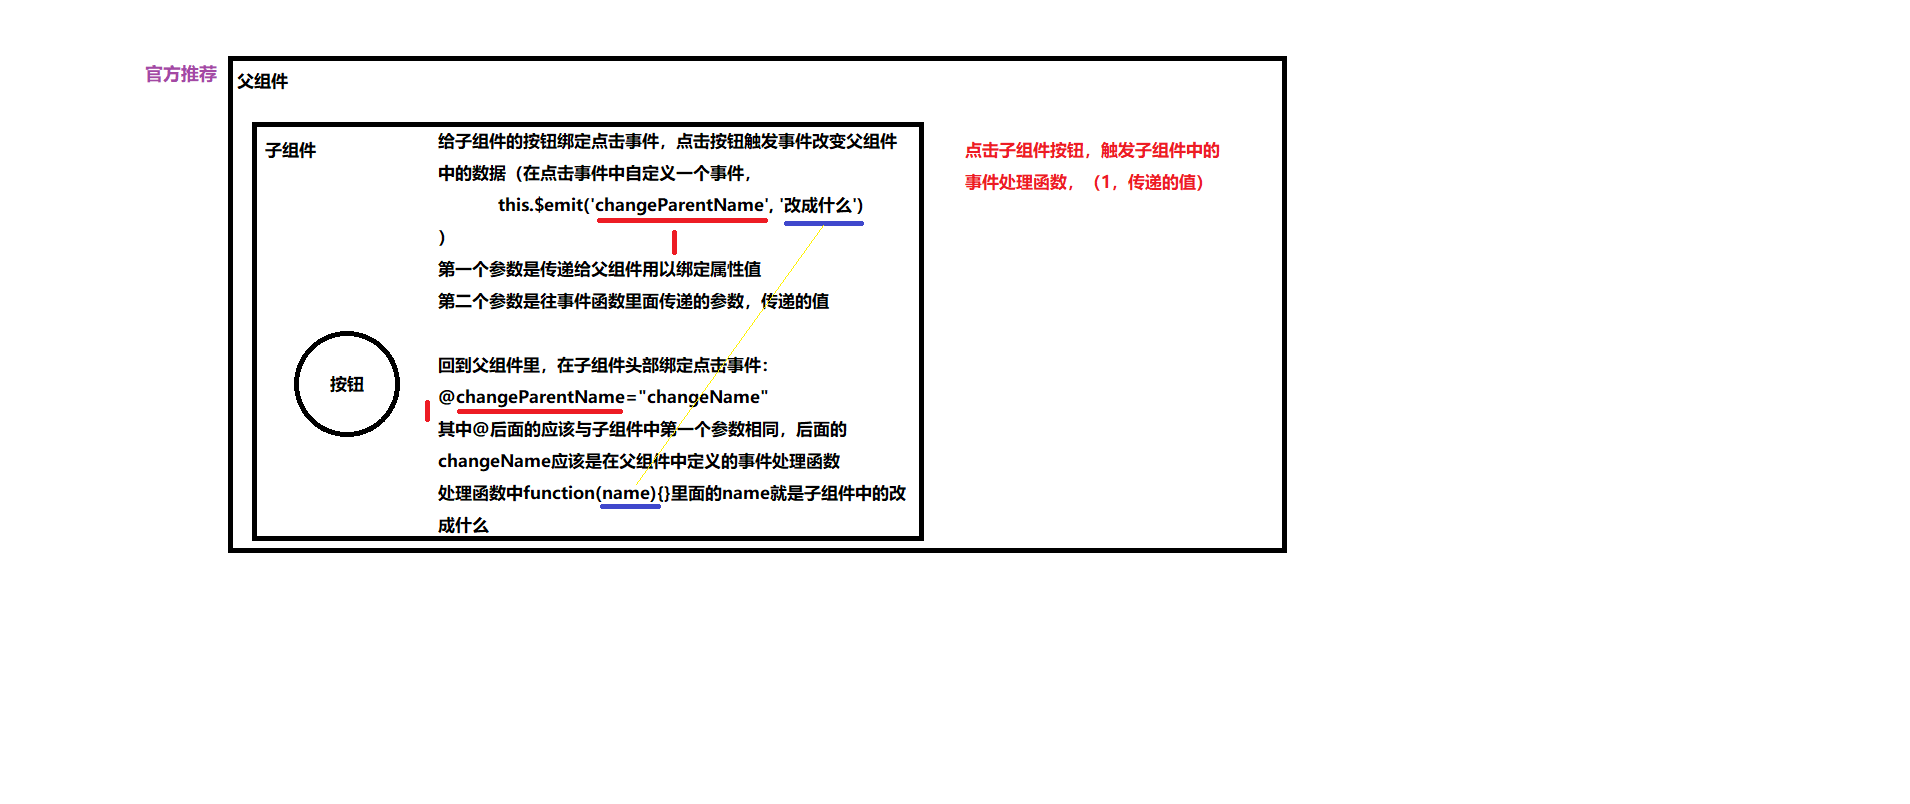 官方推荐
父组件
子组件
给子组件的按钮绑定点击事件，点击按钮触发事件改变父组件
中的数据（在点击事件中自定义一个事件，
this.$emit('changeParentName', '改成什么')
）
第一个参数是传递给父组件用以绑定属性值
第二个参数是往事件函数里面传递的参数，传递的值
回到父组件里，在子组件头部绑定点击事件：
@changeParentName="changeName"
其中@后面的应该与子组件中第一个参数相同，后面的
changeName应该是在父组件中定义的事件处理函数
处理函数中function(name){}里面的name就是子组件中的改
成什么
按钮
点击子组件按钮，触发子组件中的
事件处理函数，（1，传递的值）